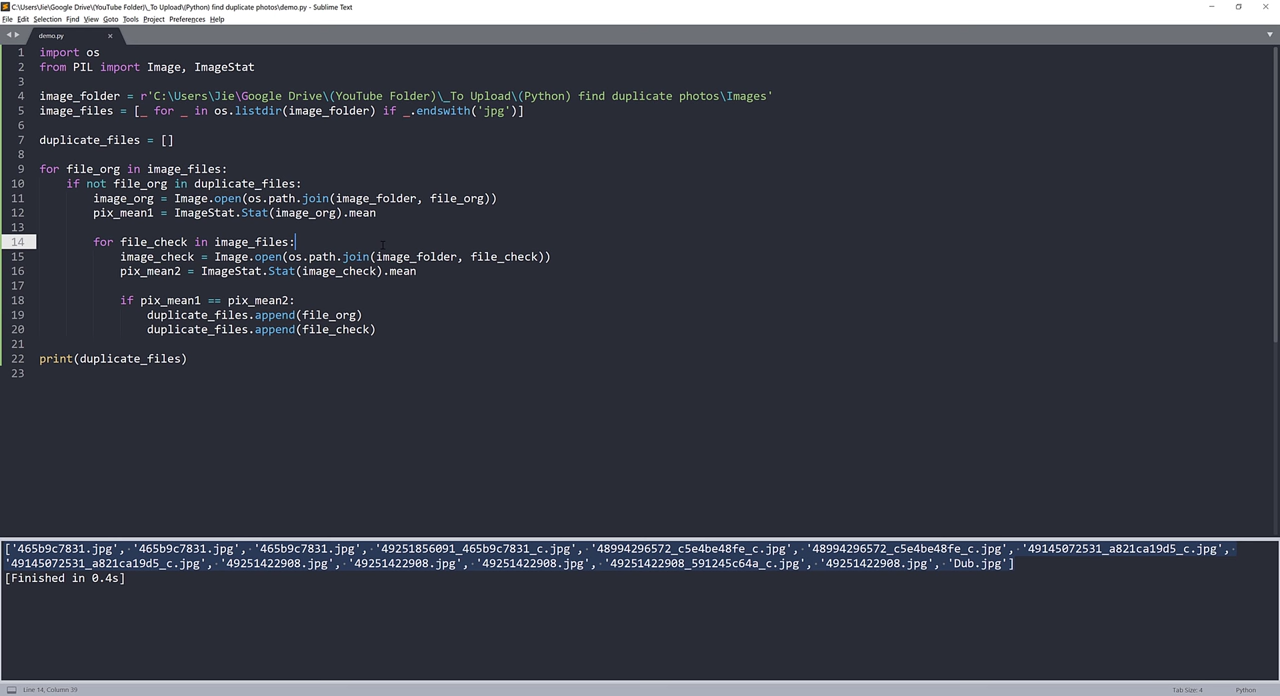 C:\Users\Jie\Google Drive\(YouTube Folder)\_To Upload\(Python) find duplicate photos\demo.py - Sublime Text
File Edit Selection Find View Goto Tools Project Preferences Help
demo.py ×
1 import os
2 from PIL import Image, ImageStat
3
4 image_folder = r'C:\Users\Jie\Google Drive\(YouTube Folder)\_To Upload\(Python) find duplicate photos\Images'
5 image_files = [_ for _ in os.listdir(image_folder) if _.endswith('jpg')]
6
7 duplicate_files = []
8
9 for file_org in image_files:
10     if not file_org in duplicate_files:
11         image_org = Image.open(os.path.join(image_folder, file_org))
12         pix_mean1 = ImageStat.Stat(image_org).mean
13
14         for file_check in image_files:
15             image_check = Image.open(os.path.join(image_folder, file_check))
16             pix_mean2 = ImageStat.Stat(image_check).mean
17
18             if pix_mean1 == pix_mean2:
19                 duplicate_files.append(file_org)
20                 duplicate_files.append(file_check)
21
22 print(duplicate_files)
23
['465b9c7831.jpg', '465b9c7831.jpg', '465b9c7831.jpg', '49251856091_465b9c7831_c.jpg', '48994296572_c5e4be48fe_c.jpg', '48994296572_c5e4be48fe_c.jpg', '49145072531_a821ca19d5_c.jpg',
'49145072531_a821ca19d5_c.jpg', '49251422908.jpg', '49251422908.jpg', '49251422908.jpg', '49251422908_591245c64a_c.jpg', '49251422908.jpg', 'Dub.jpg']
[Finished in 0.4s]
Line 14, Column 39
Tab Size: 4
Python